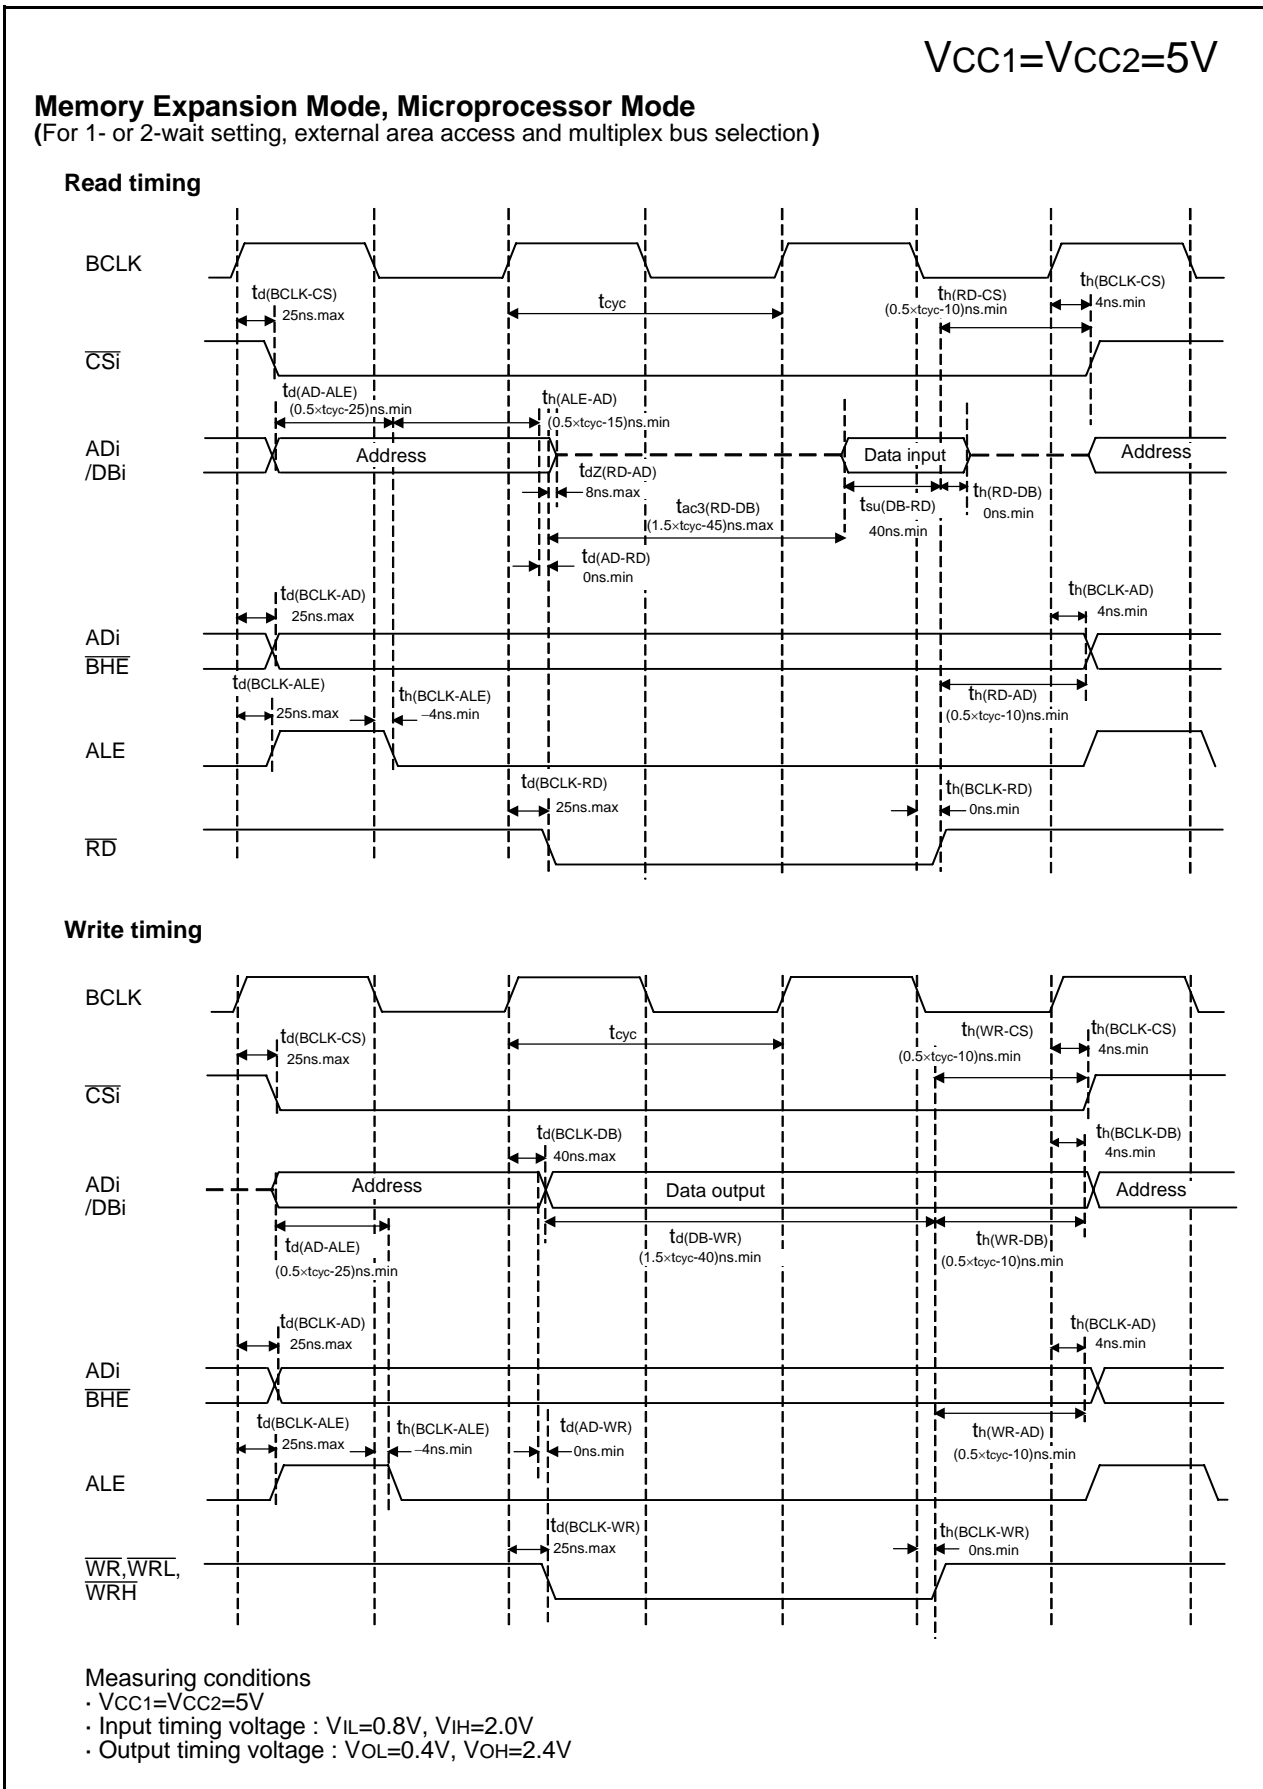 VCC1=VCC2=5V
Memory Expansion Mode, Microprocessor Mode
(For 1- or 2-wait setting, external area access and multiplex bus selection)
Read timing
BCLK
td(BCLK-CS)
25ns.max
tcyc
th(RD-CS)
(0.5×tcyc-10)ns.min
th(BCLK-CS)
4ns.min
CSi
td(AD-ALE)
(0.5×tcyc-25)ns.min
th(ALE-AD)
(0.5×tcyc-15)ns.min
ADi
/DBi
Address
Data input
Address
tdZ(RD-AD)
8ns.max
tac3(RD-DB)
(1.5×tcyc-45)ns.max
tsu(DB-RD)
40ns.min
th(RD-DB)
0ns.min
td(AD-RD)
0ns.min
td(BCLK-AD)
25ns.max
th(BCLK-AD)
4ns.min
ADi
BHE
td(BCLK-ALE)
25ns.max
th(BCLK-ALE)
−4ns.min
th(RD-AD)
(0.5×tcyc-10)ns.min
ALE
td(BCLK-RD)
25ns.max
th(BCLK-RD)
0ns.min
RD
Write timing
BCLK
td(BCLK-CS)
25ns.max
tcyc
th(WR-CS)
(0.5×tcyc-10)ns.min
th(BCLK-CS)
4ns.min
CSi
td(BCLK-DB)
40ns.max
th(BCLK-DB)
4ns.min
ADi
/DBi
Address
Data output
Address
td(AD-ALE)
(0.5×tcyc-25)ns.min
td(DB-WR)
(1.5×tcyc-40)ns.min
th(WR-DB)
(0.5×tcyc-10)ns.min
td(BCLK-AD)
25ns.max
th(BCLK-AD)
4ns.min
ADi
BHE
td(BCLK-ALE)
25ns.max
th(BCLK-ALE)
−4ns.min
td(AD-WR)
0ns.min
th(WR-AD)
(0.5×tcyc-10)ns.min
ALE
td(BCLK-WR)
25ns.max
th(BCLK-WR)
0ns.min
WR,WRL,
WRH
Measuring conditions
· VCC1=VCC2=5V
· Input timing voltage : VIL=0.8V, VIH=2.0V
· Output timing voltage : VOL=0.4V, VOH=2.4V